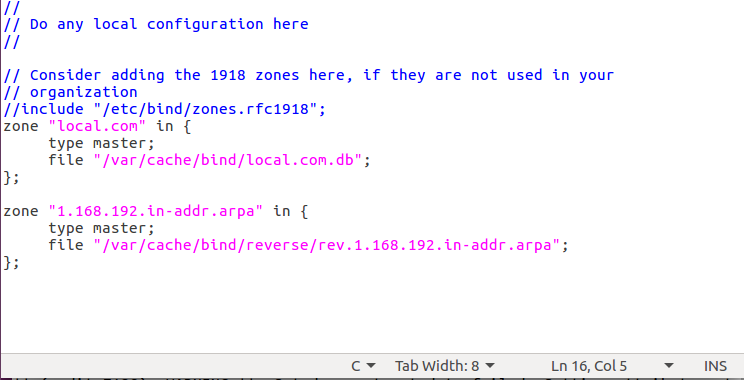 //
// Do any local configuration here
//
// Consider adding the 1918 zones here, if they are not used in your
// organization
//include "/etc/bind/zones.rfc1918";
zone "local.com" in {
     type master;
     file "/var/cache/bind/local.com.db";
};
zone "1.168.192.in-addr.arpa" in {
     type master;
     file "/var/cache/bind/reverse/rev.1.168.192.in-addr.arpa";
};
C Tab Width: 8 Ln 16, Col 5 INS